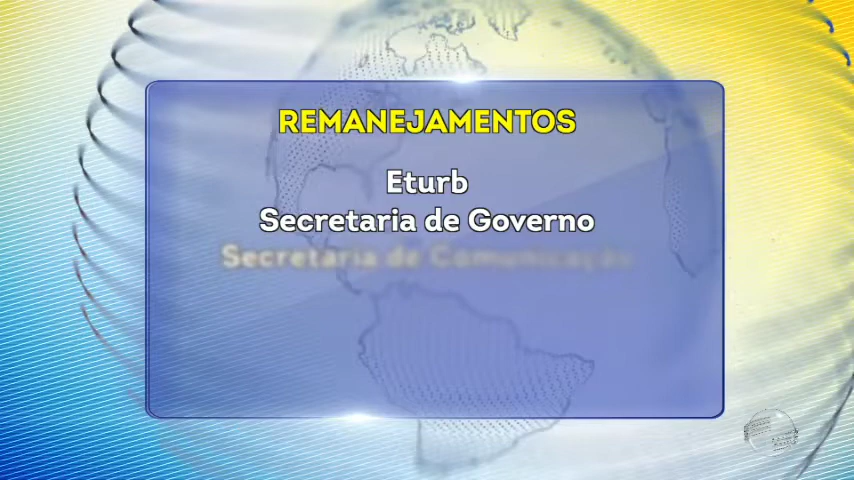 REMANEJAMENTOS
Eturb
Secretaria de Governo
Secretaria de Comunicação